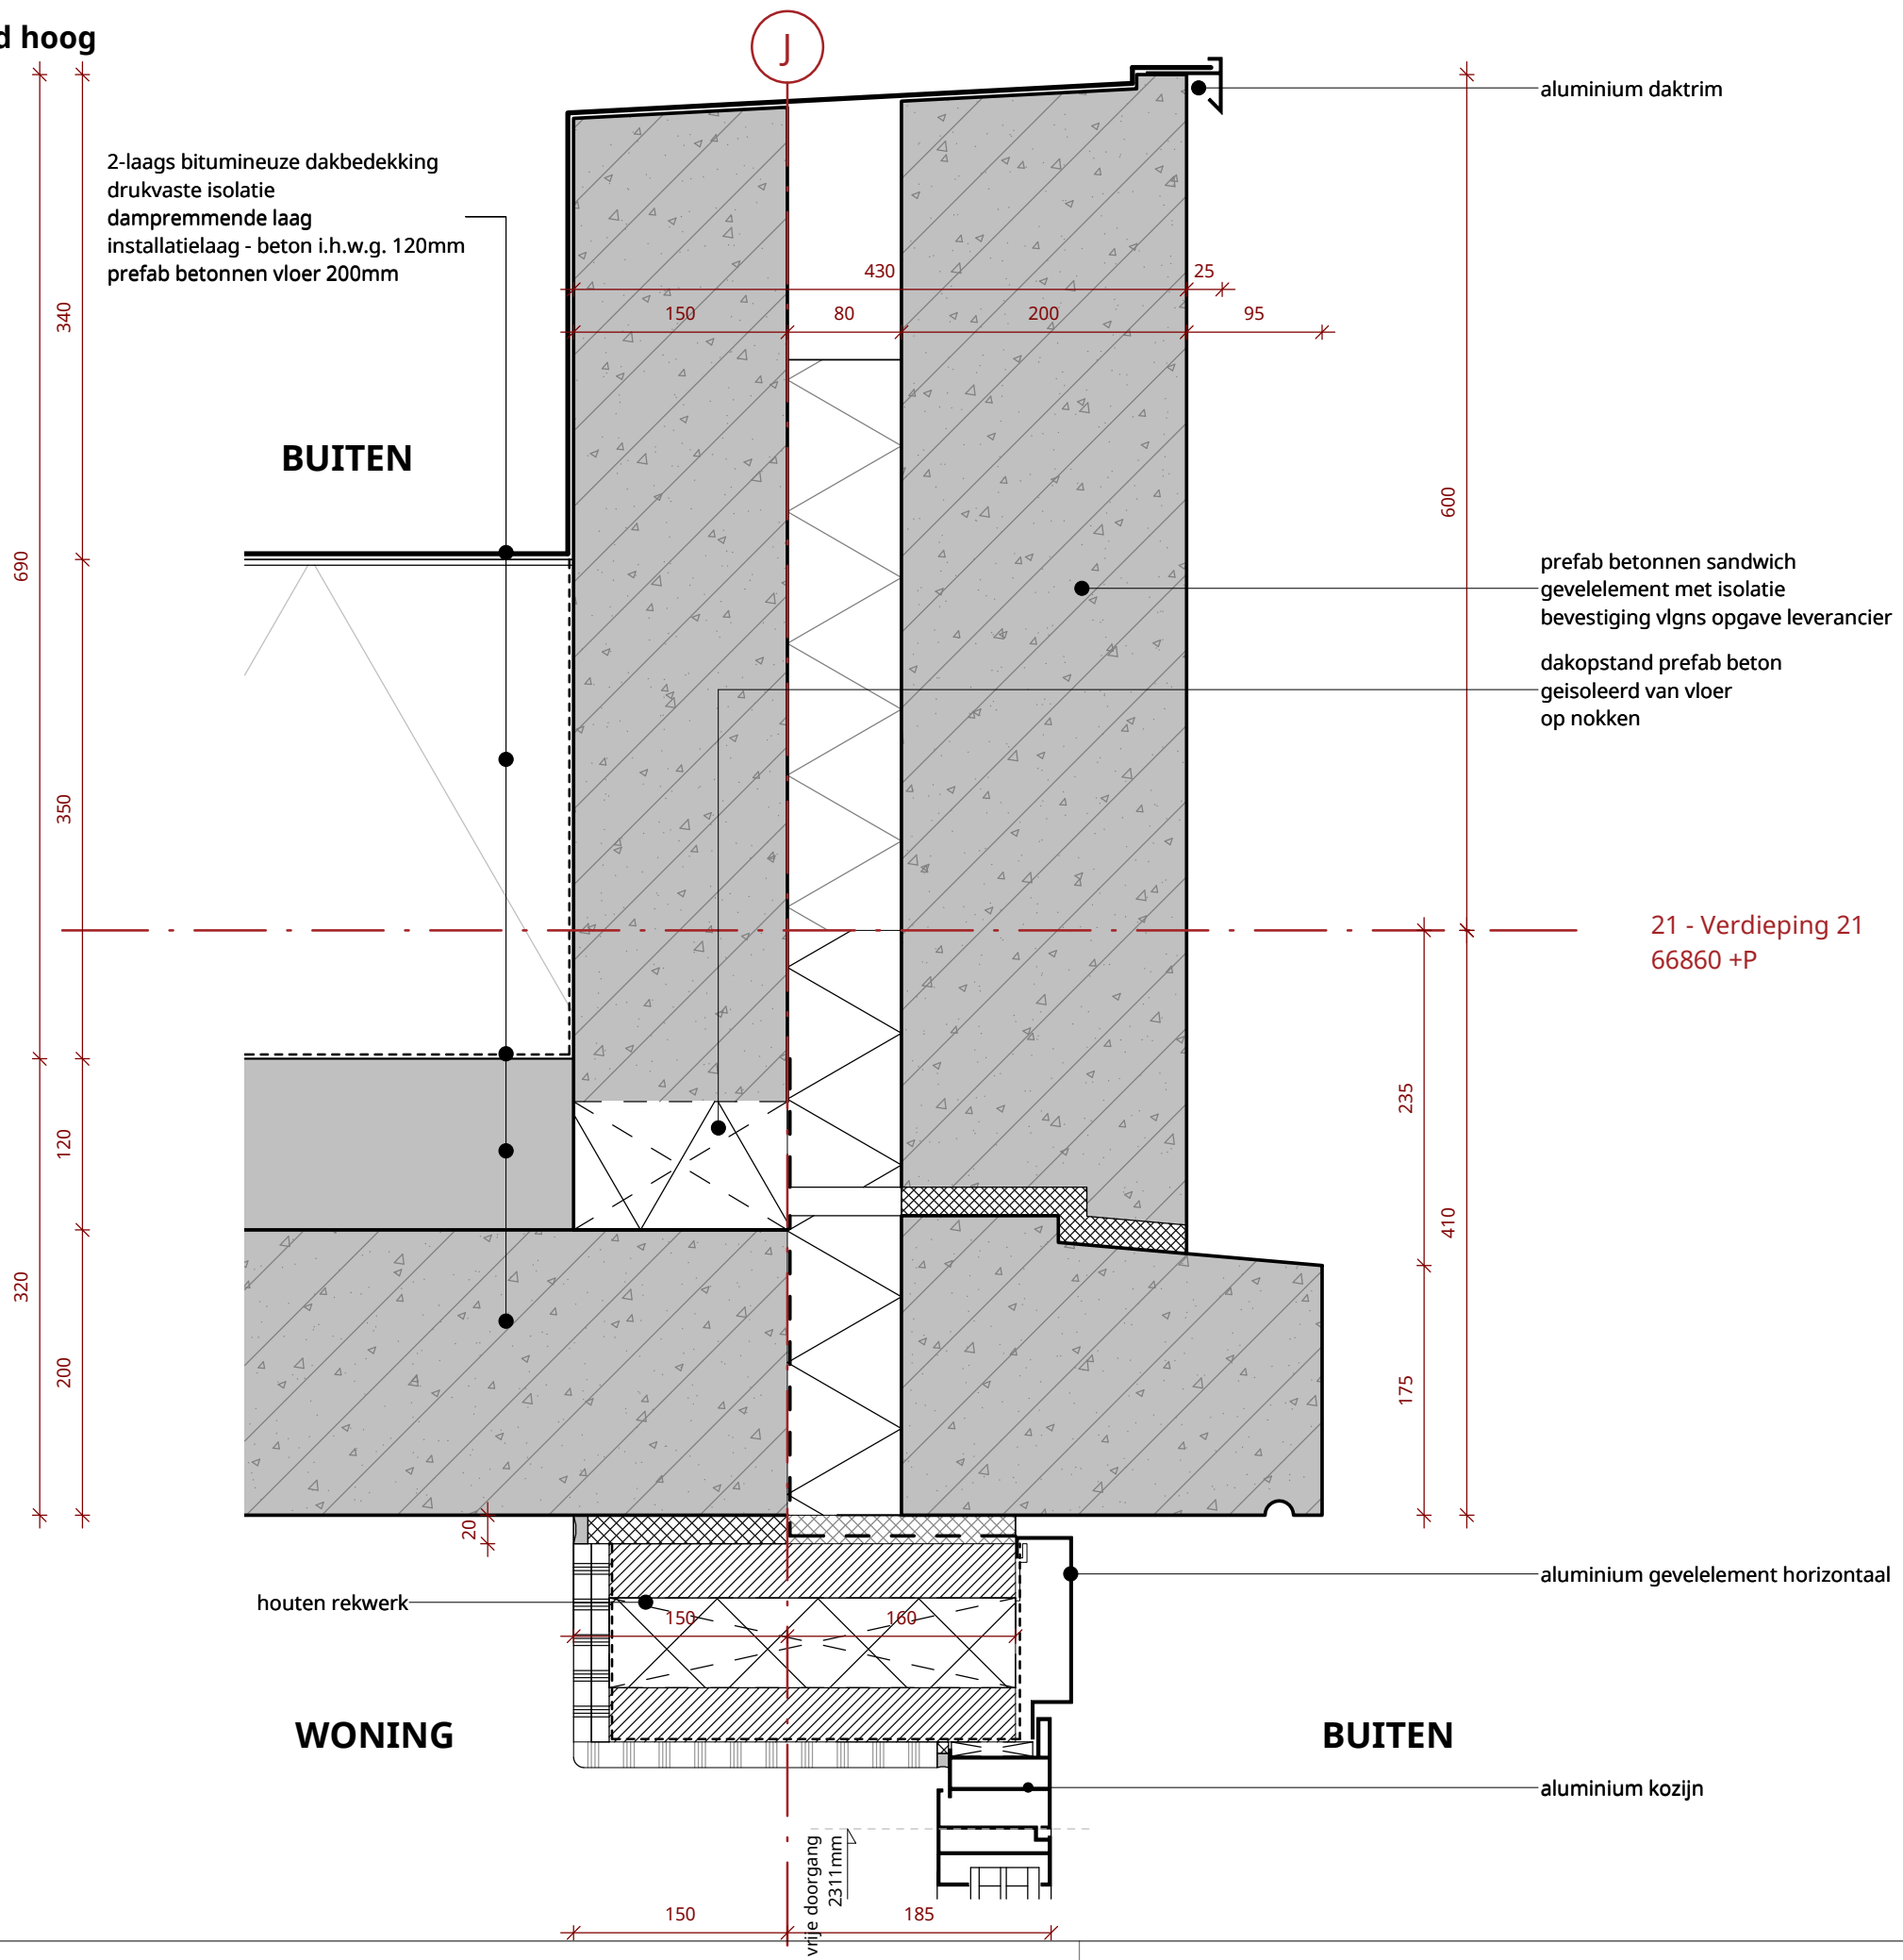 d hoog
J
aluminium daktrim
2-laags bitumineuze dakbedekking
drukvaste isolatie
dampremmende laag
installatielaag - beton i.h.w.g. 120mm
prefab betonnen vloer 200mm
430
25
150
80
200
95
340
690
350
120
320
200
BUITEN
600
prefab betonnen sandwich
gevelelement met isolatie
bevestiging vlgns opgave leverancier
dakopstand prefab beton
geisoleerd van vloer
op nokken
21 - Verdieping 21
66860 +P
235
410
175
20
aluminium gevelelement horizontaal
houten rekwerk
150
160
WONING
BUITEN
aluminium kozijn
vrije doorgang
2311mm
150
185